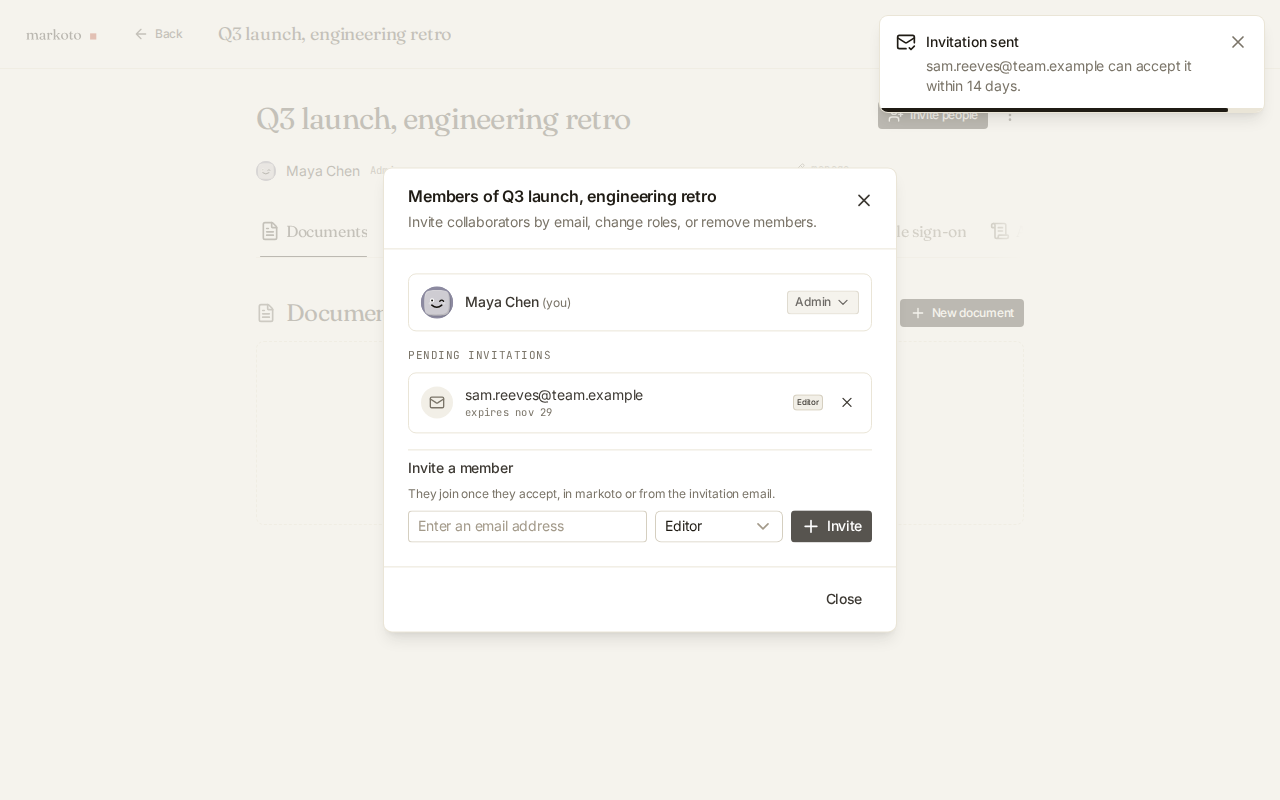 markoto
Back
Q3 launch, engineering retro
Invitation sent
sam.reeves@team.example can accept it
within 14 days.
Q3 launch, engineering retro
Invite people
Maya Chen
Members of Q3 launch, engineering retro
Invite collaborators by email, change roles, or remove members.
Documents
le sign-on
Maya Chen (you)
Admin
Documen
New document
PENDING INVITATIONS
sam.reeves@team.example
expires nov 29
Editor
Invite a member
They join once they accept, in markoto or from the invitation email.
Enter an email address
Editor
Invite
Close